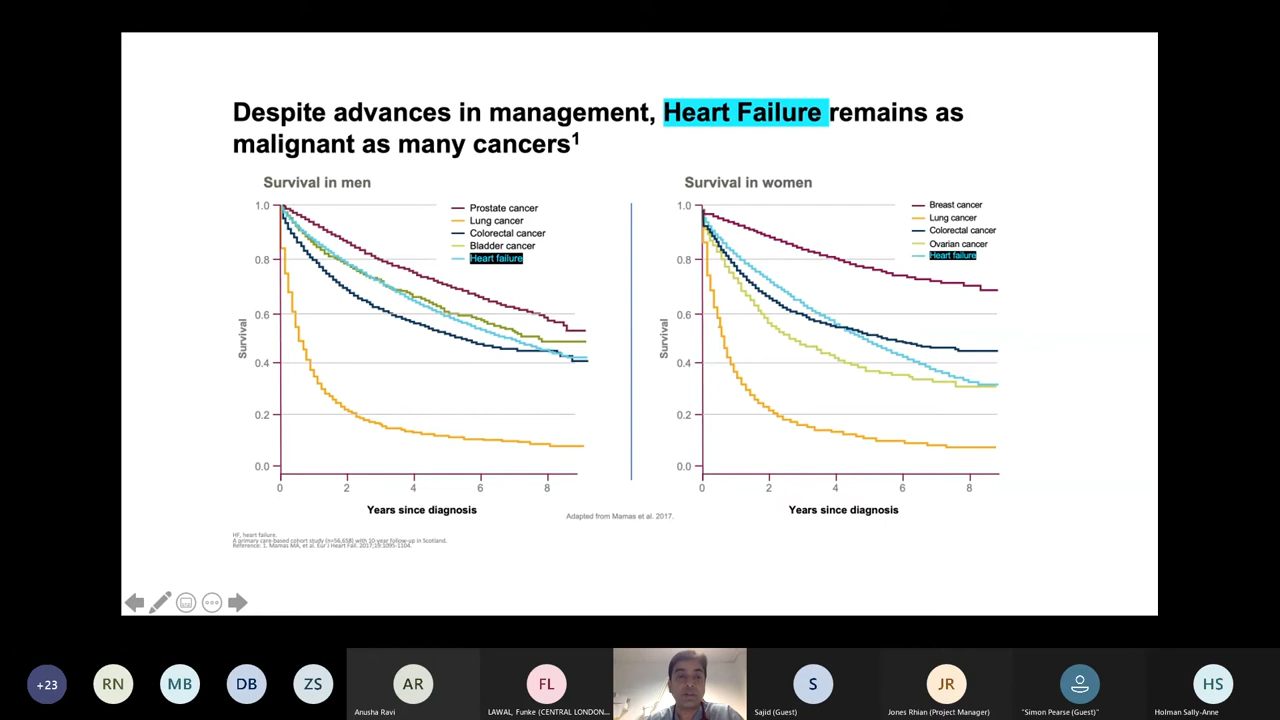 Despite advances in management, Heart Failure remains as
malignant as many cancers1
Survival in men
1.0
0.8
0.6
0.4
0.2
0.0
Survival
Prostate cancer
Lung cancer
Colorectal cancer
Bladder cancer
Heart failure
0 2 4 6 8
Years since diagnosis
Survival in women
1.0
0.8
0.6
0.4
0.2
0.0
Survival
Breast cancer
Lung cancer
Colorectal cancer
Ovarian cancer
Heart failure
0 2 4 6 8
Years since diagnosis
Adapted from Mamas et al. 2017.
HF, heart failure.
A primary care-based cohort study (n=56,658) with 10-year follow-up in Scotland.
Reference: 1. Mamas MA, et al. Eur J Heart Fail. 2017;19:1095-1104.
+23
RN
MB
DB
ZS
AR
Anusha Ravi
FL
LAWAL, Funke (CENTRAL LONDON...
S
Sajid (Guest)
JR
Jones Rhian (Project Manager)
"Simon Pearse (Guest)"
HS
Holman Sally-Anne